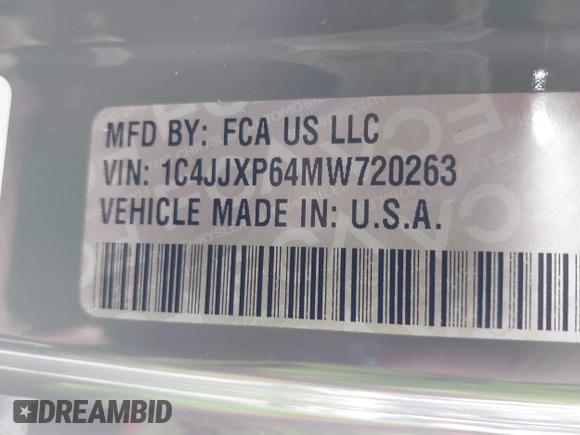 MFD BY: FCA US LLC
VIN: 1C4JJXP64MW720263
VEHICLE MADE IN: U.S.A.
DREAMBID